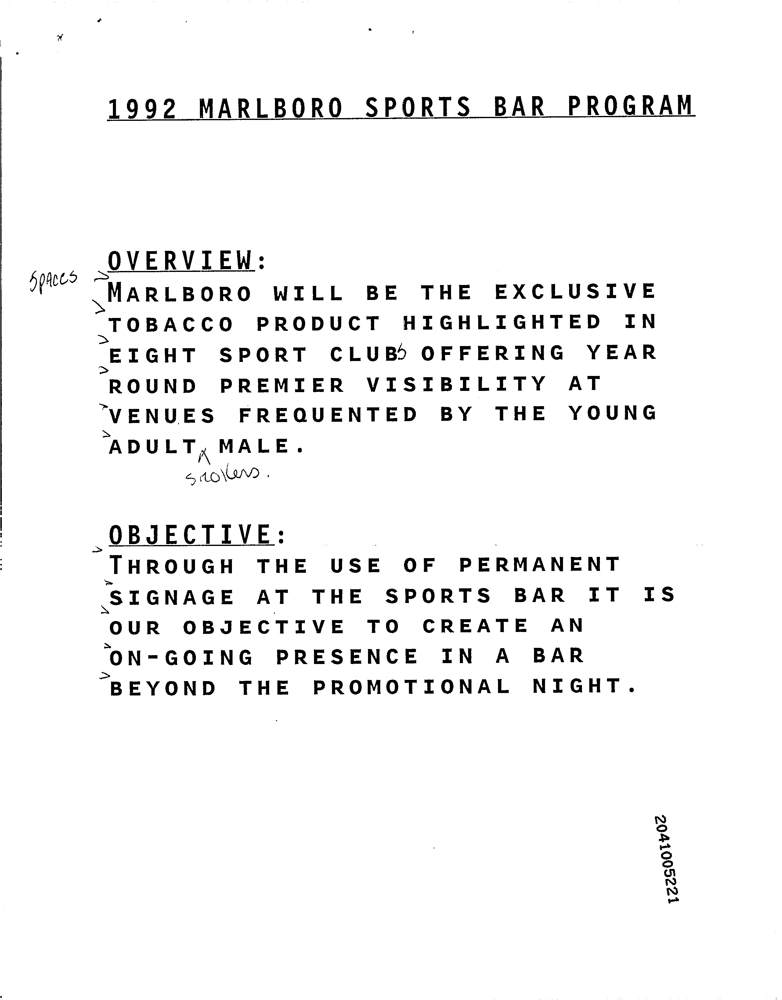 1992 MARLBORO SPORTS BAR PROGRAM
OVERVIEW:
spaces
MARLBORO WILL BE THE EXCLUSIVE
TOBACCO PRODUCT HIGHLIGHTED IN
EIGHT SPORT CLUBS OFFERING YEAR
ROUND PREMIER VISIBILITY AT
VENUES FREQUENTED BY THE YOUNG
ADULT MALE.
smokers.
OBJECTIVE:
THROUGH THE USE OF PERMANENT
SIGNAGE AT THE SPORTS BAR IT IS
OUR OBJECTIVE TO CREATE AN
ON-GOING PRESENCE IN A BAR
BEYOND THE PROMOTIONAL NIGHT.
2041005221